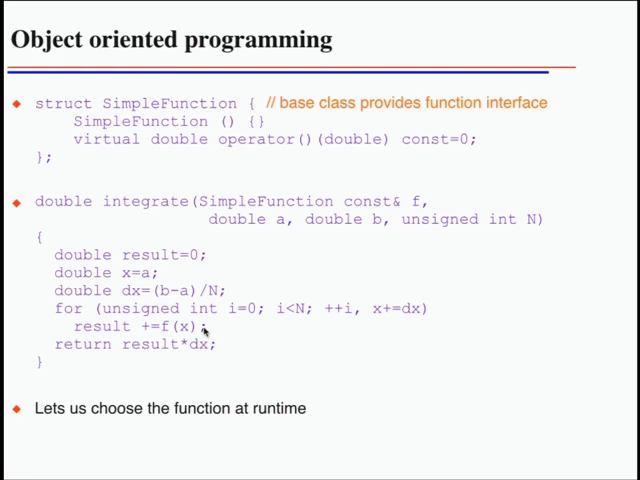 Object oriented programming
struct SimpleFunction { // base class provides function interface
SimpleFunction () {}
virtual double operator()(double) const=0;
};
double integrate(SimpleFunction const& f,
double a, double b, unsigned int N)
{
double result=0;
double x=a;
double dx=(b-a)/N;
for (unsigned int i=0; i<N; ++i, x+=dx)
result +=f(x);
return result*dx;
}
Lets us choose the function at runtime